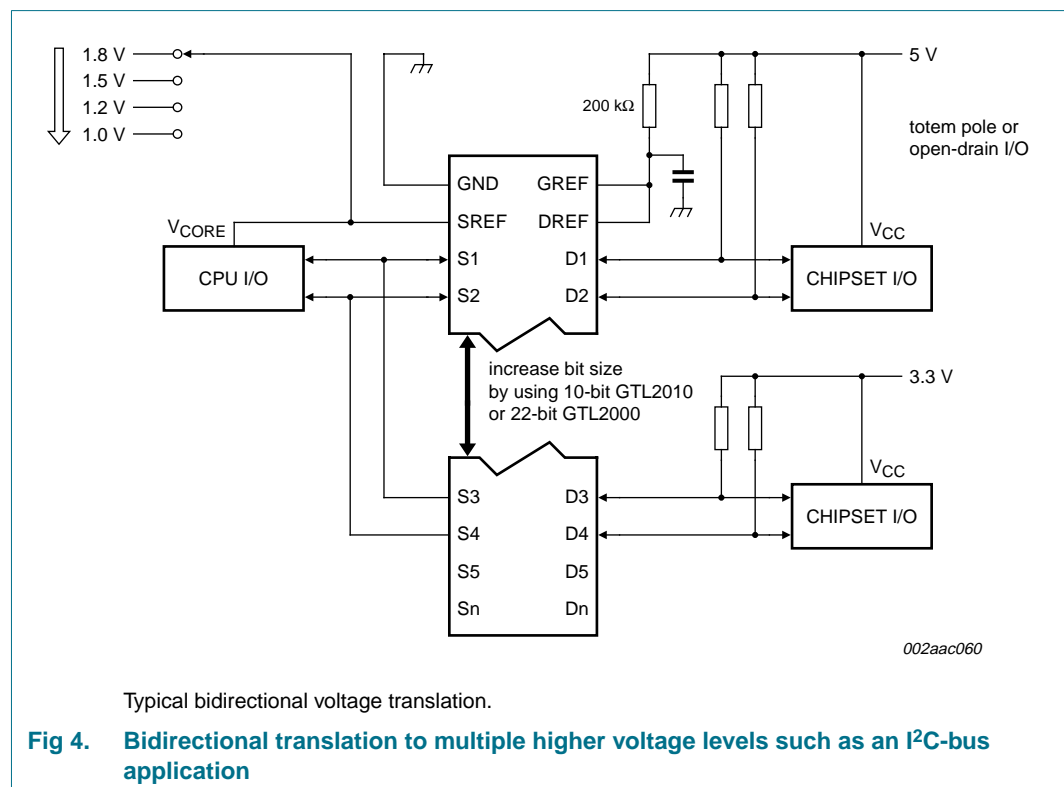 1.8 V
1.5 V
1.2 V
1.0 V
5 V
200 kΩ
totem pole or
open-drain I/O
GND
GREF
SREF
DREF
VCORE
VCC
S1
D1
CPU I/O
CHIPSET I/O
S2
D2
increase bit size
by using 10-bit GTL2010
or 22-bit GTL2000
3.3 V
VCC
S3
D3
CHIPSET I/O
S4
D4
S5
D5
Sn
Dn
002aac060
Typical bidirectional voltage translation.
Fig 4. Bidirectional translation to multiple higher voltage levels such as an I²C-bus
application